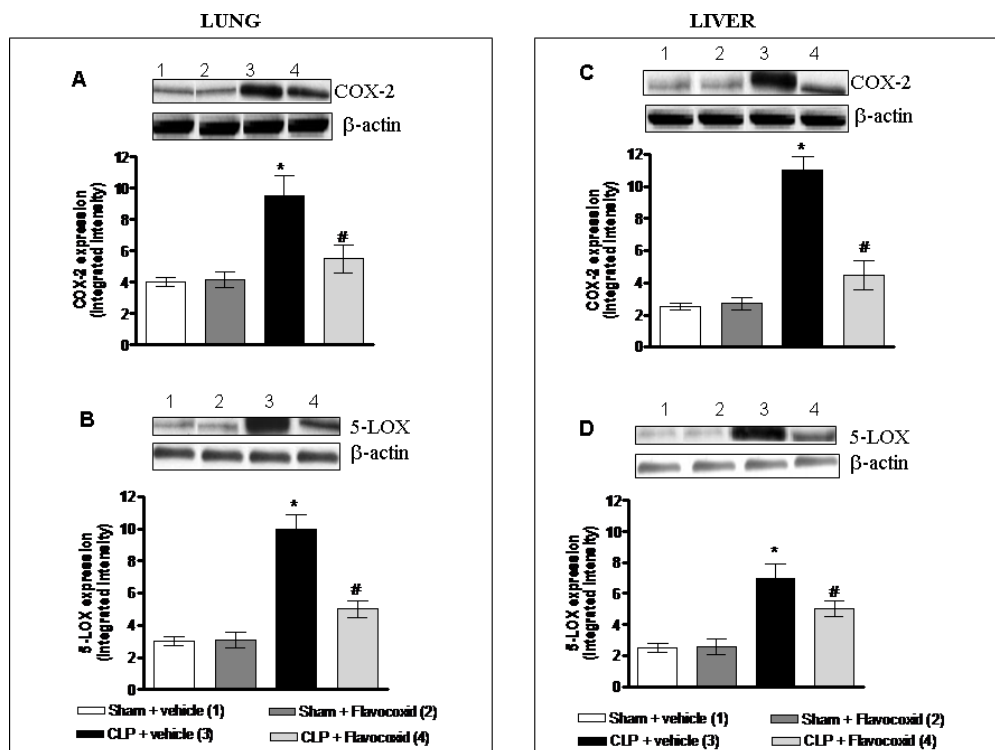 LUNG
A
1 2 3 4
COX-2
β-actin
COX-2 expression
(Integrated Intensity)
12
10
8
6
4
2
0
*
#
B
1 2 3 4
5-LOX
β-actin
5-LOX expression
(Integrated Intensity)
12
10
8
6
4
2
0
*
#
Sham + vehicle (1)
Sham + Flavocoxid (2)
CLP + vehicle (3)
CLP + Flavocoxid (4)
LIVER
C
1 2 3 4
COX-2
β-actin
COX-2 expression
(Integrated Intensity)
12
10
8
6
4
2
0
*
#
D
1 2 3 4
5-LOX
β-actin
5-LOX expression
(Integrated Intensity)
12
10
8
6
4
2
0
*
#
Sham + vehicle (1)
Sham + Flavocoxid (2)
CLP + vehicle (3)
CLP + Flavocoxid (4)